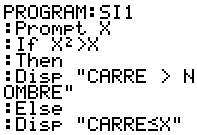 PROGRAM:SI1
:Prompt X
:If X²>X
:Then
:Disp "CARRE > N
OMBRE"
:Else
:Disp "CARRE≤X"